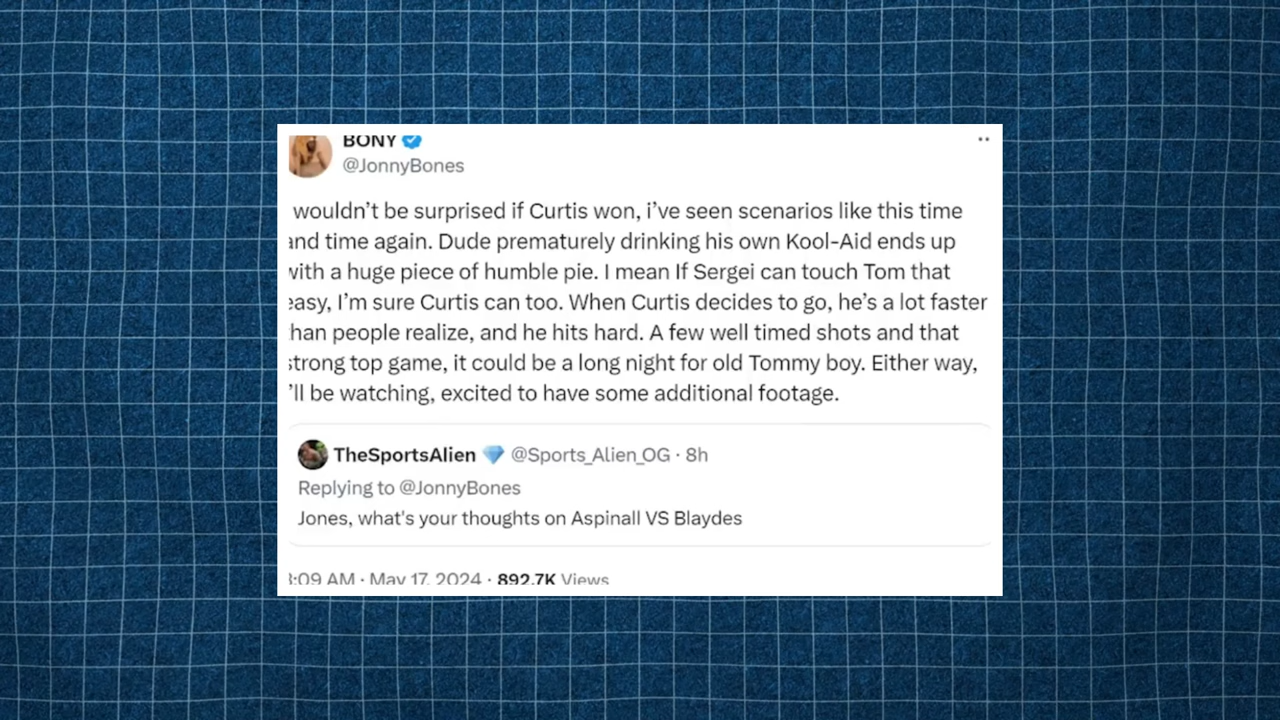 BONY
@JonnyBones
wouldn't be surprised if Curtis won, i've seen scenarios like this time
and time again. Dude prematurely drinking his own Kool-Aid ends up
with a huge piece of humble pie. I mean If Sergei can touch Tom that
easy, I'm sure Curtis can too. When Curtis decides to go, he's a lot faster
than people realize, and he hits hard. A few well timed shots and that
strong top game, it could be a long night for old Tommy boy. Either way,
'll be watching, excited to have some additional footage.
TheSportsAlien 💎 @Sports_Alien_OG · 8h
Replying to @JonnyBones
Jones, what's your thoughts on Aspinall VS Blaydes
:09 AM · May 17, 2024 · 892.7K Views